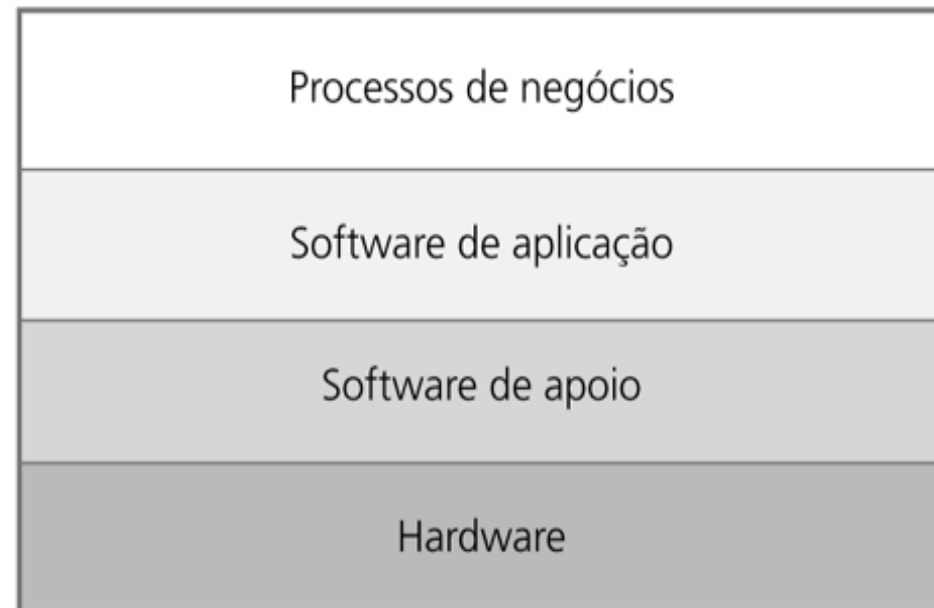 Processos de negócios
Software de aplicação
Software de apoio
Hardware